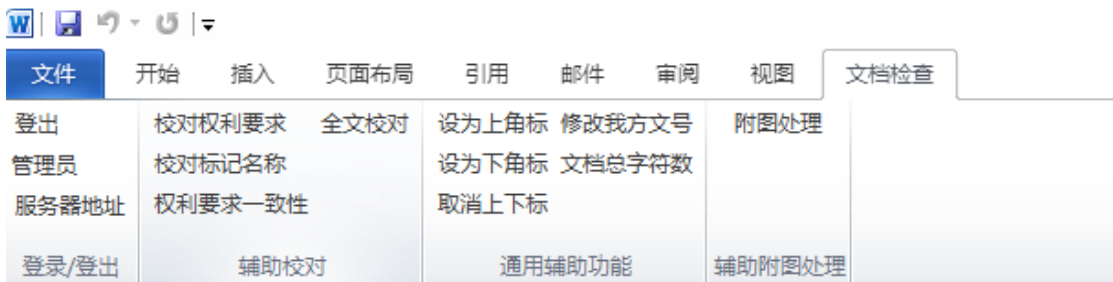 W
文件 开始 插入 页面布局 引用 邮件 审阅 视图 文档检查
登出 校对权利要求 全文校对 设为上角标 修改我方文号 附图处理
管理员 校对标记名称 设为下角标 文档总字符数
服务器地址 权利要求一致性 取消上下标
登录/登出 辅助校对 通用辅助功能 辅助附图处理